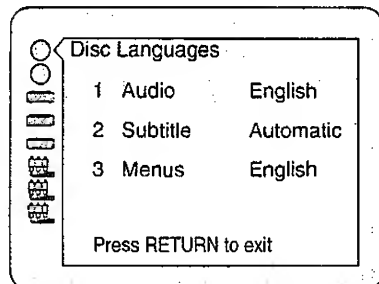 Disc Languages
1 Audio English
2 Subtitle Automatic
3 Menus English
Press RETURN to exit